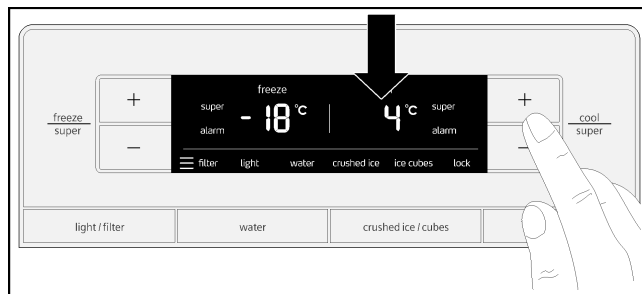 freeze
super
+
−
freeze
super - 18 °C 4 °C super
alarm alarm
filter light water crushed ice ice cubes lock
+
−
cool
super
light / filter water crushed ice / cubes